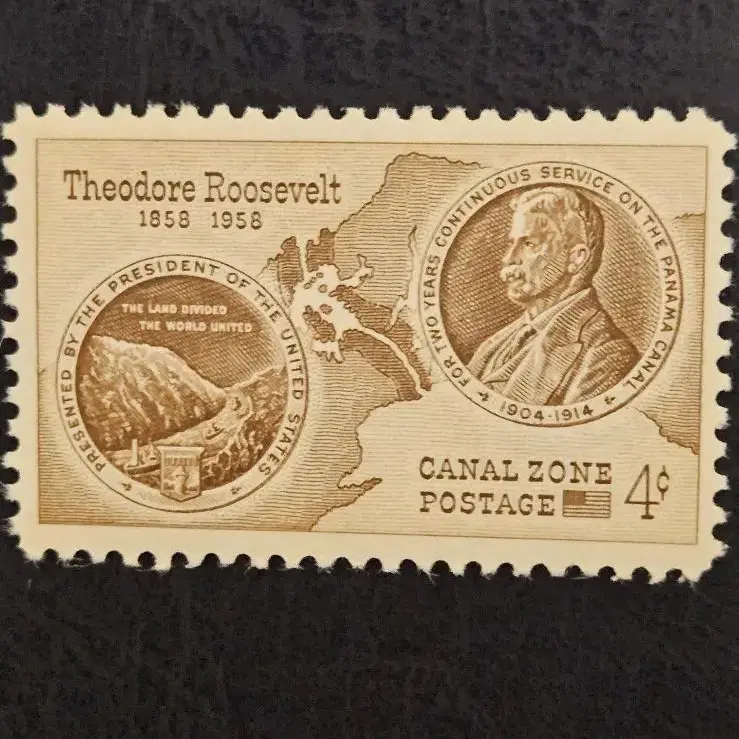 Theodore Roosevelt
1858 1958
PRESENTED BY THE PRESIDENT OF THE UNITED STATES
THE LAND DIVIDED
THE WORLD UNITED
FOR TWO YEARS CONTINUOUS SERVICE ON THE PANAMA CANAL
1904-1914
CANAL ZONE
POSTAGE 4¢